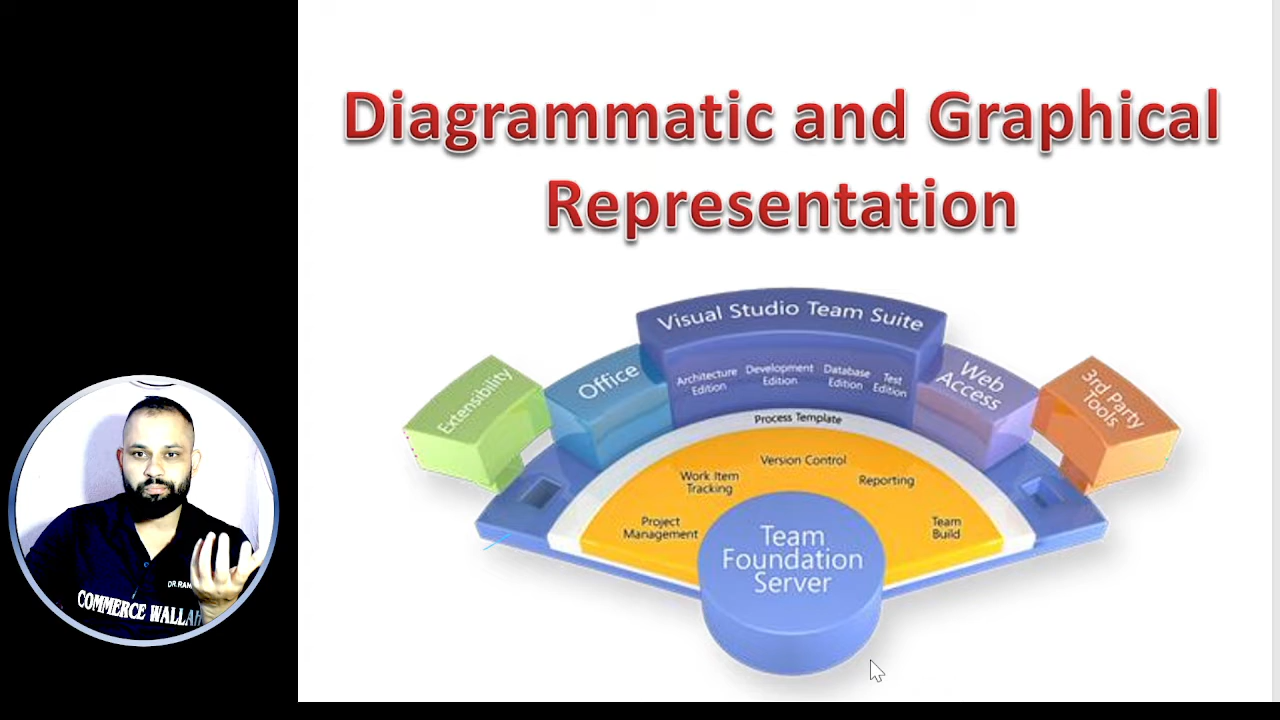 Diagrammatic and Graphical
Representation
Visual Studio Team Suite
Extensibility
Office
Architecture
Edition
Development
Edition
Database
Edition
Test
Edition
Web
Access
3rd Party
Tools
Process Template
Version Control
Work Item
Tracking
Reporting
Project
Management
Team
Build
Team
Foundation
Server
DR.RAN
COMMERCE WALLAH